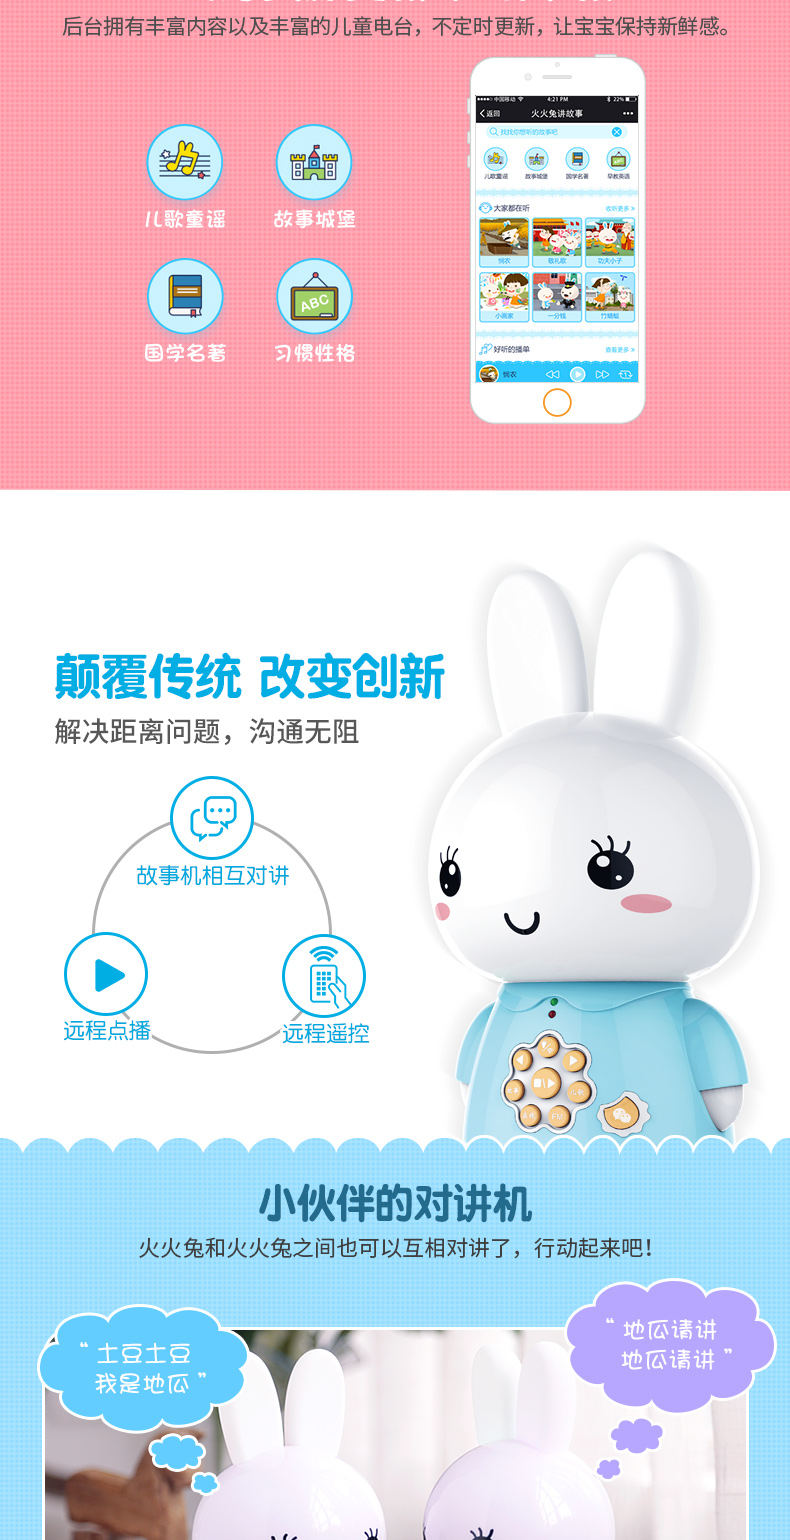 后台拥有丰富内容以及丰富的儿童电台，不定时更新，让宝宝保持新鲜感。
儿歌童谣
故事城堡
国学名著
习惯性格
中国移动
4:21 PM
22%
返回
火火兔讲故事
找找你想听的故事吧
儿歌童谣
故事城堡
国学名著
早教英语
大家都在听
收听更多 >
悯农
敬礼歌
功夫小子
小画家
一分钱
竹蜻蜓
好听的播单
查看更多 >
悯农
颠覆传统 改变创新
解决距离问题，沟通无阻
故事机相互对讲
远程点播
远程遥控
FM
小伙伴的对讲机
火火兔和火火兔之间也可以互相对讲了，行动起来吧！
“土豆土豆
我是地瓜”
“地瓜请讲
地瓜请讲”